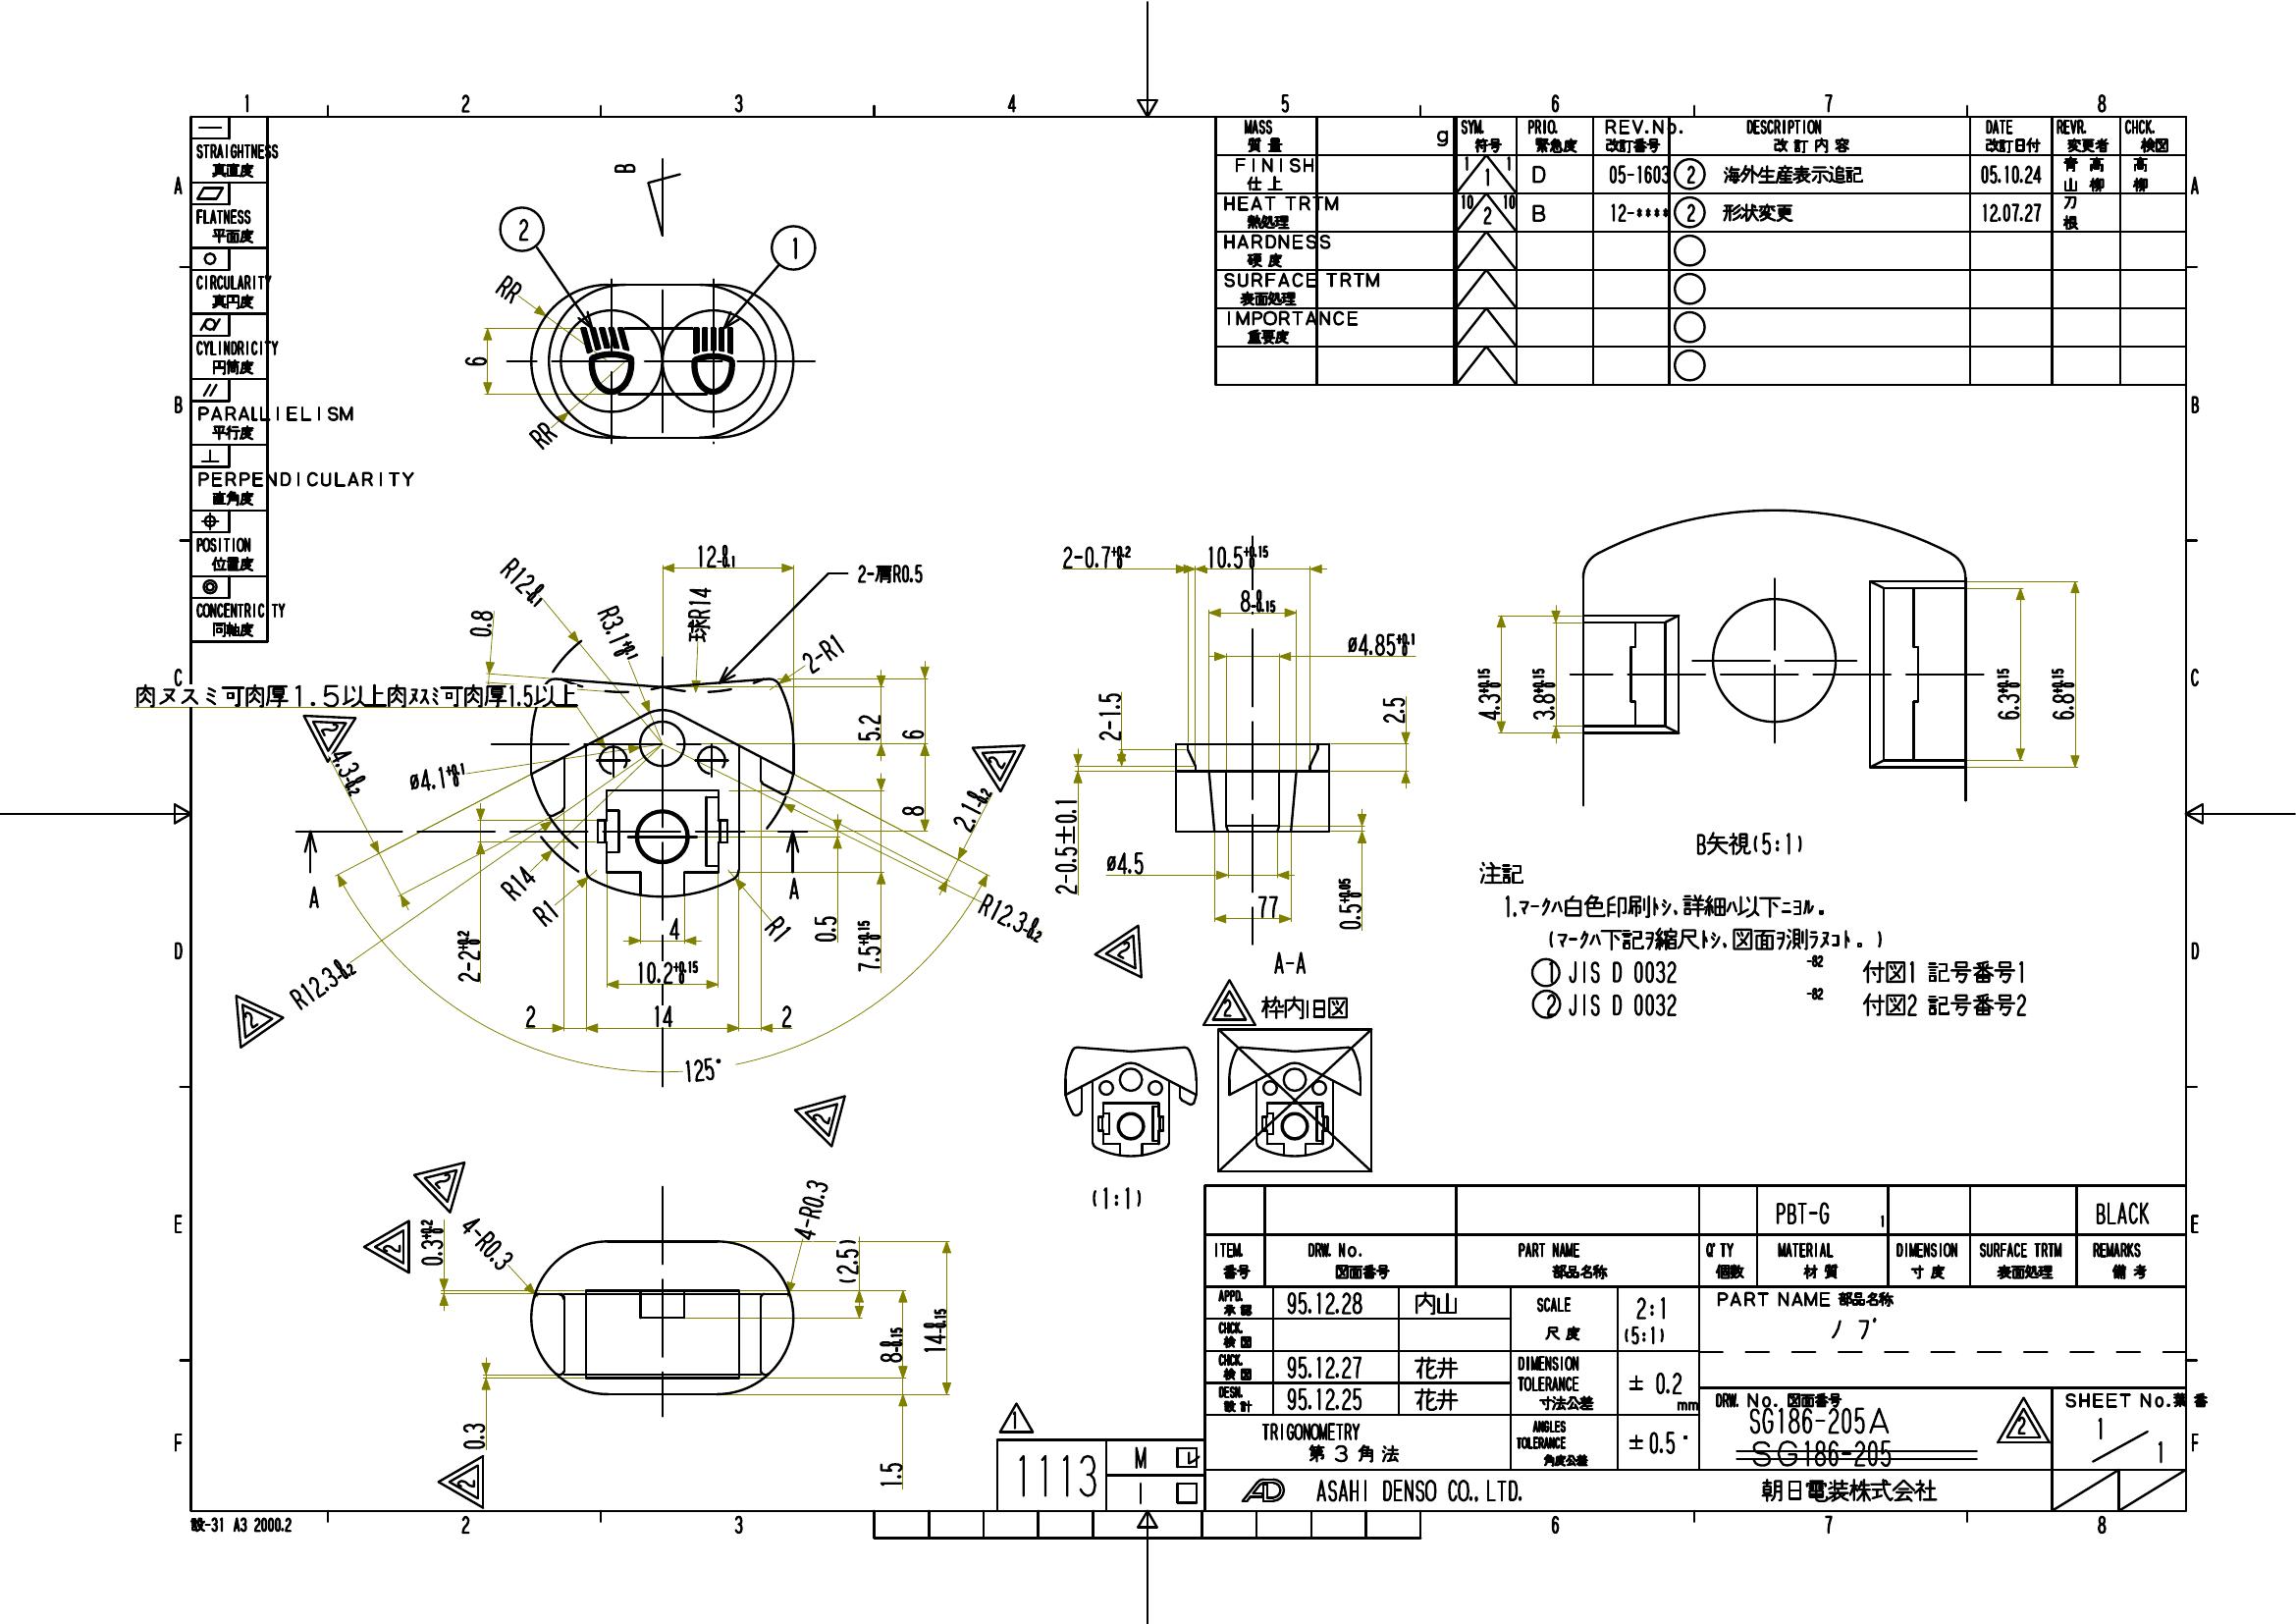 1 2 3 4 5 6 7 8
A B C D E F
STRAIGHTNESS
真直度
FLATNESS
平面度
CIRCULARITY
真円度
CYLINDRICITY
円筒度
PARALLIELISM
平行度
PERPENDICULARITY
直角度
POSITION
位置度
CONCENTRICITY
同軸度
MASS
質量
g
FINISH
仕上
HEAT TRTM
熱処理
HARDNESS
硬度
SURFACE TRTM
表面処理
IMPORTANCE
重要度
SYM. PRIO. REV.No. DESCRIPTION DATE REVR. CHCK.
符号 緊急度 改訂番号 改訂内容 改訂日付 変更者 検図
1 1 1 D 05-1603 2 海外生産表示追記 05.10.24 青山 高柳 高柳
10 10 2 B 12-**** 2 形状変更 12.07.27 刀根
B
2
1
RR
6
RR
12 0 -0.1
2-肩R0.5
R12 0 -0.1
R3.1 +0.1 0
球R14
2-R1
0.8
肉ヌスミ可肉厚1.5以上肉ヌスミ可肉厚1.5以上
5.2
6
8
2
4.3 0 -0.2
ø4.1 +0.1 0
2
2.1 0 -0.2
A
A
R14
R1
R1
4
0.5
7.5 +0.15 0
R12.3 0 -0.2
2-2 +0.2 0
R12.3 0 -0.2
10.2 +0.15 0
2
14
2
2
125°
2
2-0.7 +0.2 0
10.5 +0.15 0
8 0 -0.15
ø4.85 +0.1 0
2-1.5
2.5
2-0.5±0.1
ø4.5
77
0.5 +0.05 0
2
A-A
4.3 +0.15 0
3.8 +0.15 0
6.3 +0.15 0
6.8 +0.15 0
B矢視(5:1)
注記
1.マークハ白色印刷トシ、詳細ハ以下ニヨル。
(マークハ下記ヲ縮尺トシ、図面ヲ測ラヌコト。)
1 JIS D 0032 -82 付図1 記号番号1
2 JIS D 0032 -82 付図2 記号番号2
2 枠内旧図
(1:1)
2
2
0.3 +0.2 0
4-R0.3
4-R0.3
(2.5)
8 0 -0.15
14 0 -0.15
0.3
2
1.5
1
1113
M
I
PBT-G 1 BLACK
ITEM. DRW. No. PART NAME Q'TY MATERIAL DIMENSION SURFACE TRTM REMARKS
番号 図面番号 部品名称 個数 材質 寸度 表面処理 備考
APPD. 承認 95.12.28 内山
CHCK. 検図
CHCK. 検図 95.12.27 花井
DESN. 設計 95.12.25 花井
SCALE 尺度 2:1 (5:1)
DIMENSION TOLERANCE 寸法公差 ± 0.2 mm
TRIGONOMETRY
第3角法
ANGLES TOLERANCE 角度公差 ± 0.5°
PART NAME 部品名称
ノブ
DRW. No. 図面番号
SG186-205A
SG186-205
2
SHEET No. 葉番
1/1
AD ASAHI DENSO CO., LTD. 朝日電装株式会社
設-31 A3 2000.2
2 3 6 7 8